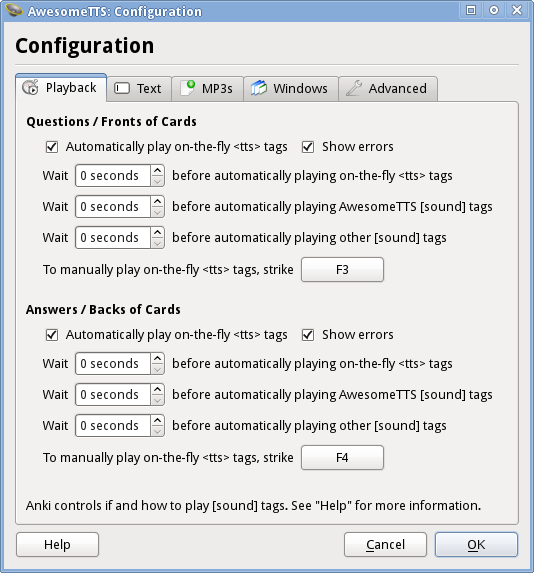 AwesomeTTS: Configuration
Configuration
Playback Text MP3s Windows Advanced
Questions / Fronts of Cards
Automatically play on-the-fly <tts> tags Show errors
Wait 0 seconds before automatically playing on-the-fly <tts> tags
Wait 0 seconds before automatically playing AwesomeTTS [sound] tags
Wait 0 seconds before automatically playing other [sound] tags
To manually play on-the-fly <tts> tags, strike F3
Answers / Backs of Cards
Automatically play on-the-fly <tts> tags Show errors
Wait 0 seconds before automatically playing on-the-fly <tts> tags
Wait 0 seconds before automatically playing AwesomeTTS [sound] tags
Wait 0 seconds before automatically playing other [sound] tags
To manually play on-the-fly <tts> tags, strike F4
Anki controls if and how to play [sound] tags. See "Help" for more information.
Help Cancel OK